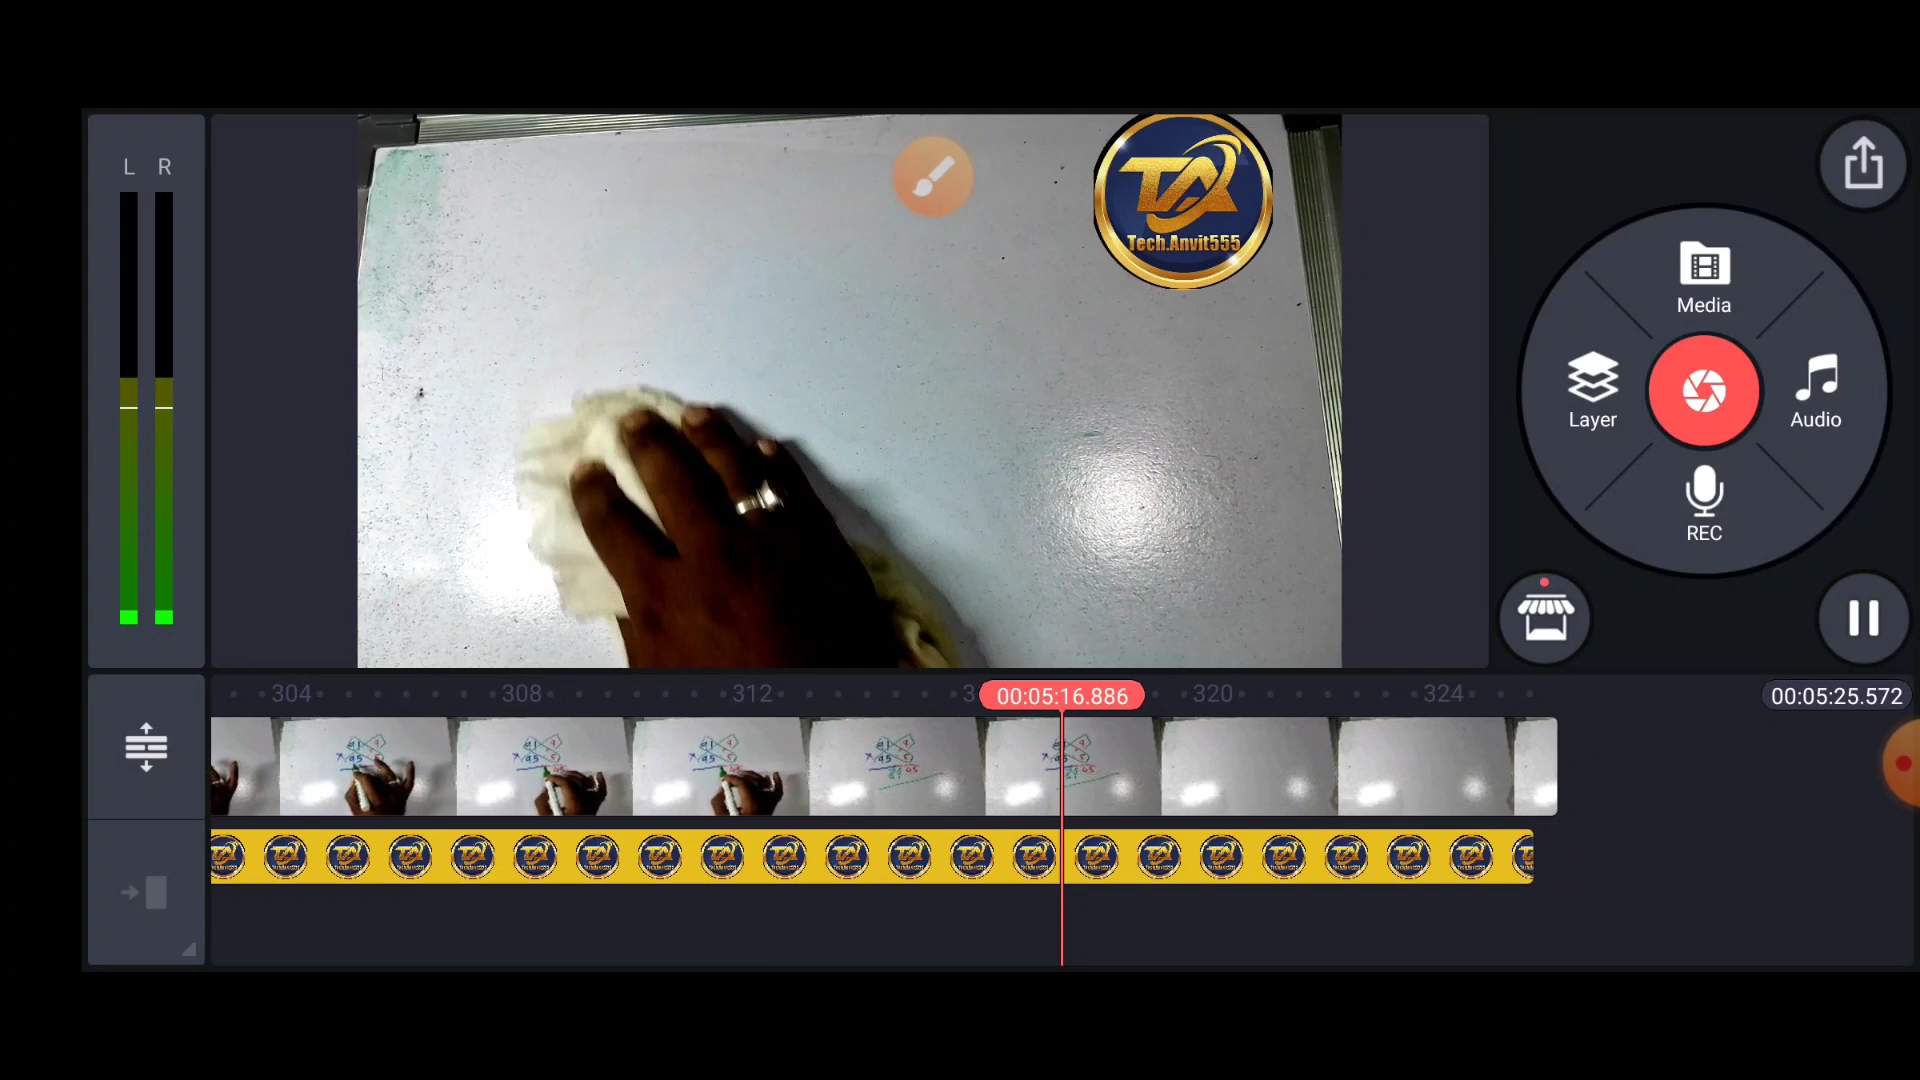 L R
TA
Tech.Anvit555
Media
Layer
Audio
REC
304
308
312
00:05:16.886
320
324
00:05:25.572